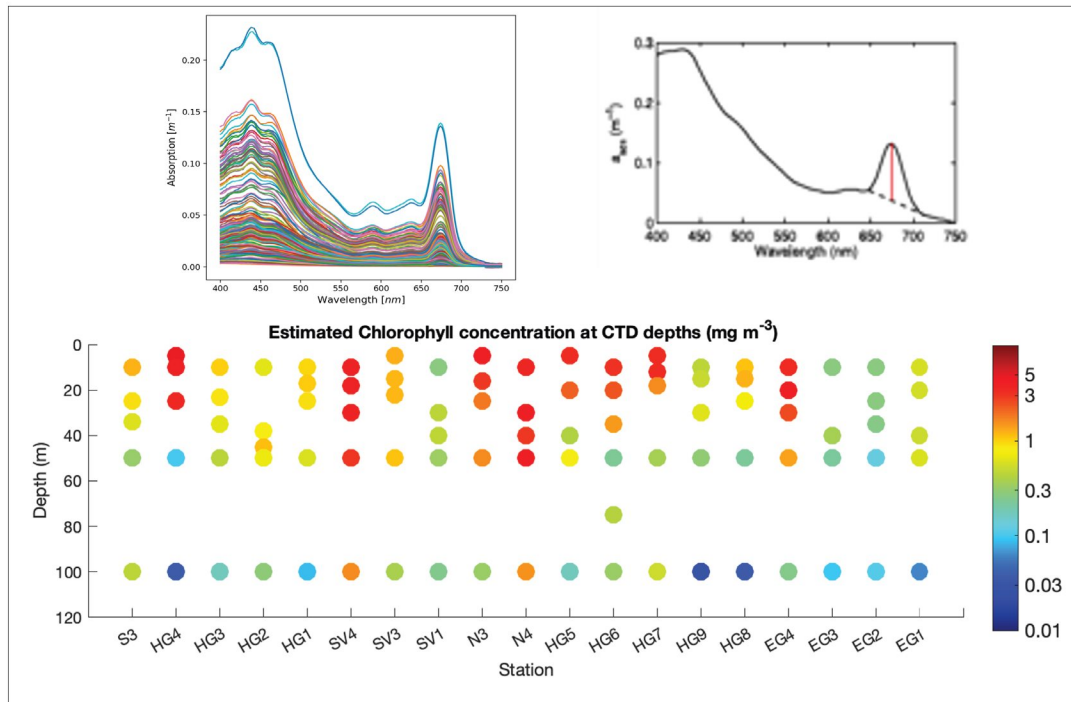 0.20
0.15
0.10
0.05
0.00
Absorption [m⁻¹]
400 450 500 550 600 650 700 750
Wavelength [nm]
0.3
0.2
0.1
0
400 450 500 550 600 650 700 750
Wavelength (nm)
Estimated Chlorophyll concentration at CTD depths (mg m⁻³)
0
20
40
60
80
100
120
Depth (m)
S3 HG4 HG3 HG2 HG1 SV4 SV3 SV1 N3 N4 HG5 HG6 HG7 HG9 HG8 EG4 EG3 EG2 EG1
Station
5
3
1
0.3
0.1
0.03
0.01